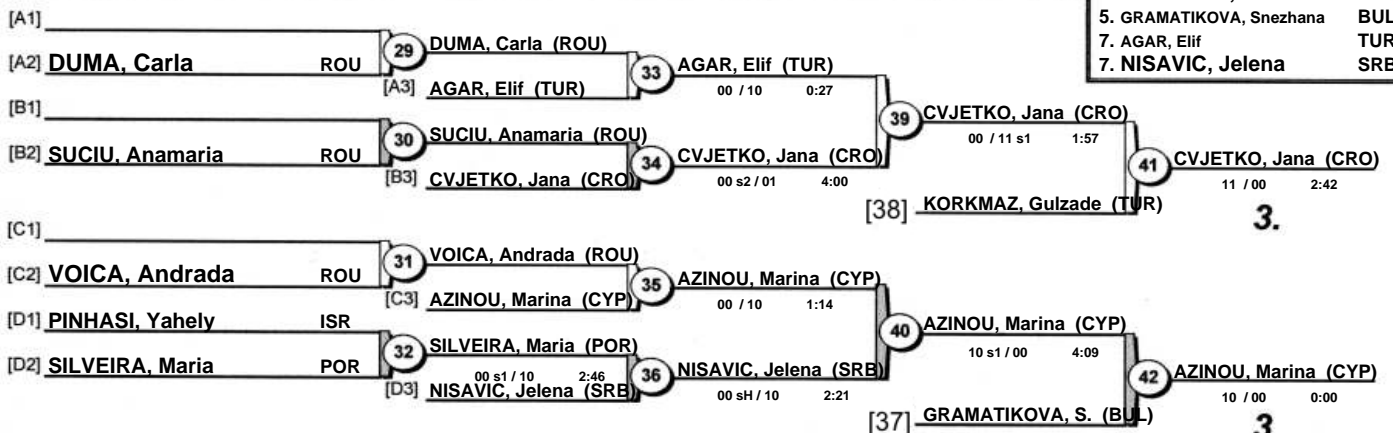 5. GRAMATIKOVA, Snezhana BUL
7. AGAR, Elif TUR
7. NISAVIC, Jelena SRB
[A1]
[A2] DUMA, Carla ROU
29 DUMA, Carla (ROU)
[A3] AGAR, Elif (TUR)
33 AGAR, Elif (TUR)
00 / 10 0:27
[B1]
[B2] SUCIU, Anamaria ROU
30 SUCIU, Anamaria (ROU)
[B3] CVJETKO, Jana (CRO)
34 CVJETKO, Jana (CRO)
00 s2 / 01 4:00
39 CVJETKO, Jana (CRO)
00 / 11 s1 1:57
[38] KORKMAZ, Gulzade (TUR)
41 CVJETKO, Jana (CRO)
11 / 00 2:42
3.
[C1]
[C2] VOICA, Andrada ROU
31 VOICA, Andrada (ROU)
[C3] AZINOU, Marina (CYP)
35 AZINOU, Marina (CYP)
00 / 10 1:14
[D1] PINHASI, Yahely ISR
[D2] SILVEIRA, Maria POR
32 SILVEIRA, Maria (POR)
00 s1 / 10 2:46
[D3] NISAVIC, Jelena (SRB)
36 NISAVIC, Jelena (SRB)
00 sH / 10 2:21
40 AZINOU, Marina (CYP)
10 s1 / 00 4:09
[37] GRAMATIKOVA, S. (BUL)
42 AZINOU, Marina (CYP)
10 / 00 0:00
3